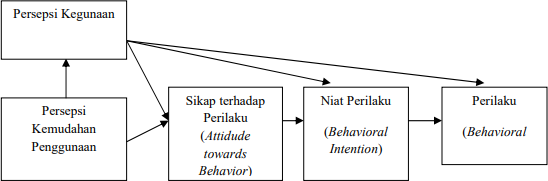 Persepsi Kegunaan
Persepsi
Kemudahan
Penggunaan
Sikap terhadap
Perilaku
(Attidude
towards
Behavior)
Niat Perilaku
(Behavioral
Intention)
Perilaku
(Behavioral